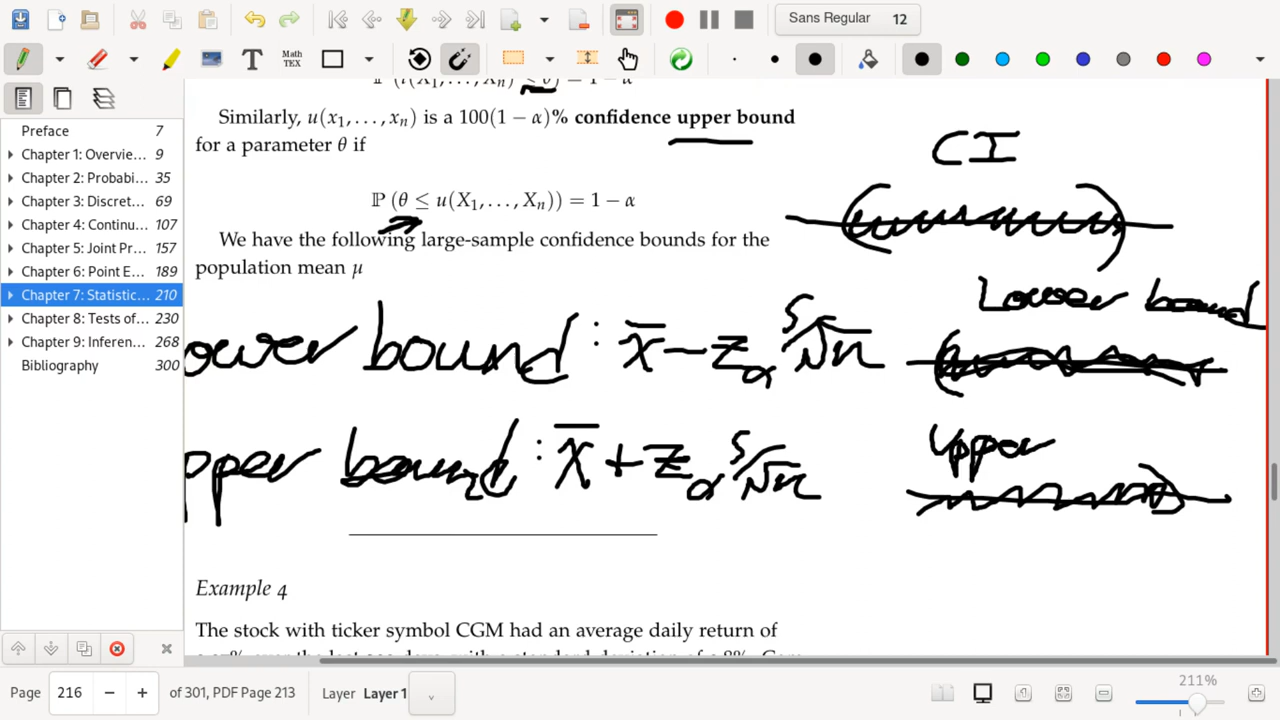 Sans Regular 12
Math
TEX
Preface 7
Chapter 1: Overvie... 9
Chapter 2: Probabi... 35
Chapter 3: Discret... 69
Chapter 4: Continu... 107
Chapter 5: Joint Pr... 157
Chapter 6: Point E... 189
Chapter 7: Statistic... 210
Chapter 8: Tests of... 230
Chapter 9: Inferen... 268
Bibliography 300
Similarly, u(x₁, . . . , xₙ) is a 100(1 − α)% confidence upper bound
for a parameter θ if
ℙ (θ ≤ u(X₁, . . . , Xₙ)) = 1 − α
We have the following large-sample confidence bounds for the
population mean μ
ower bound : x̄ − z_α s/√n
pper bound : x̄ + z_α s/√n
CI
Lower bound
Upper
Example 4
The stock with ticker symbol CGM had an average daily return of
Page 216 of 301, PDF Page 213
Layer Layer 1
211%